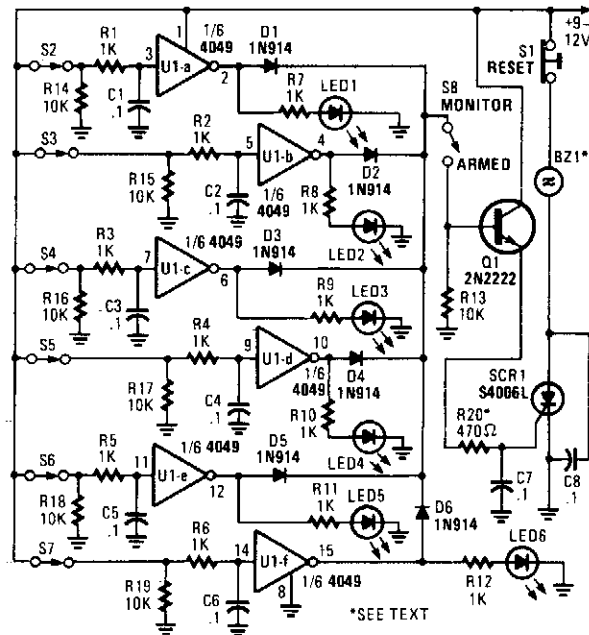 1 1/6 D1 +9-
R1 4049 1N914 12V
1K S1
S2 3 U1-a 2 RESET
R7 LED1
R14 C1 1K S8
10K .1 MONITOR
R2
S3 1K 4 BZ1*
5 U1-b
ARMED
R15 C2 1/6 R8 D2
10K .1 4049 1K 1N914
R3 1/6 4049 D3 Q1
S4 1K 1N914 LED2 2N2222
7 U1-c 6
R16 C3 R9 R13
10K .1 R4 1K LED3 10K
S5 1K 10
9 U1-d SCR1
R17 C4 1/6 D4 S4006L
10K .1 4049 1N914 R20*
R5 1/6 4049 D5 R10 470Ω
S6 1K 1N914 1K LED4
11 U1-e 12 C7 C8
R18 C5 R11 LED5 D6 .1 .1
10K .1 R6 1K 1N914
S7 1K 14 U1-f 15 LED6
8 1/6 4049 R12
R19 C6 1K
10K .1 *SEE TEXT